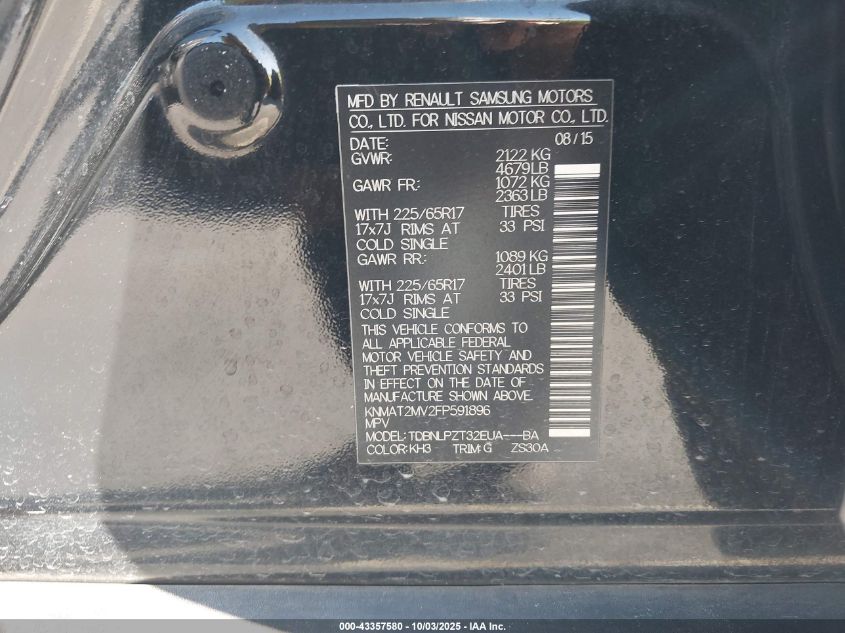 MFD BY RENAULT SAMSUNG MOTORS
CO., LTD. FOR NISSAN MOTOR CO., LTD.
DATE: 08/15
GVWR: 2122 KG
4679LB
GAWR FR: 1072 KG
2363LB
WITH 225/65R17 TIRES
17x7J RIMS AT 33 PSI
COLD SINGLE
GAWR RR: 1089 KG
2401LB
WITH 225/65R17 TIRES
17x7J RIMS AT 33 PSI
COLD SINGLE
THIS VEHICLE CONFORMS TO
ALL APPLICABLE FEDERAL
MOTOR VEHICLE SAFETY AND
THEFT PREVENTION STANDARDS
IN EFFECT ON THE DATE OF
MANUFACTURE SHOWN ABOVE.
KNMAT2MV2FP591896
MPV
MODEL: TDBNLPZT32EUA---BA
COLOR: KH3 TRIM: G ZS30A
000-43357580 - 10/03/2025 - IAA Inc.